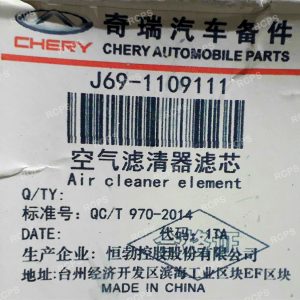 奇瑞汽车备件
CHERY
CHERY AUTOMOBILE PARTS
J69-1109111
空气滤清器滤芯
Air cleaner element
Q/TY:
标准号: QC/T 970-2014
DATE:
代码: 1TA
生产企业: 恒勃控股股份有限公司
地址: 台州经济开发区滨海工业区块EF区块
MADE IN CHINA
RCPS